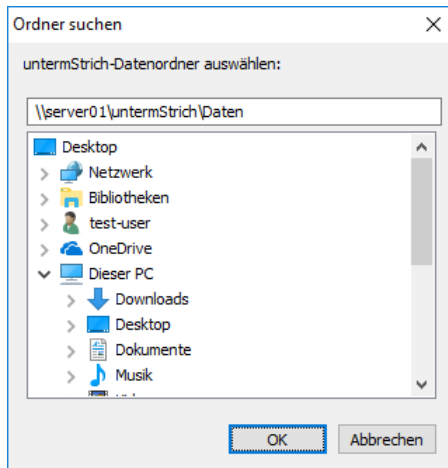 Ordner suchen
untermStrich-Datenordner auswählen:
\\server01\untermStrich\Daten
Desktop
Netzwerk
Bibliotheken
test-user
OneDrive
Dieser PC
Downloads
Desktop
Dokumente
Musik
OK Abbrechen